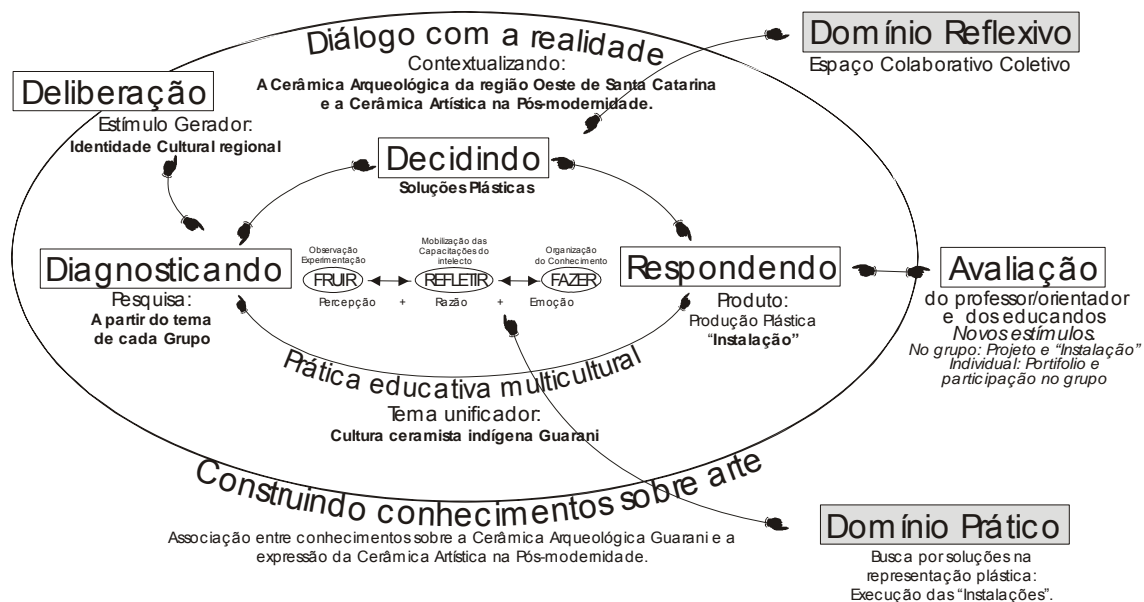 Diálogo com a realidade
Contextualizando:
A Cerâmica Arqueológica da região Oeste de Santa Catarina
e a Cerâmica Artística na Pós-modernidade.
Domínio Reflexivo
Espaço Colaborativo Coletivo
Deliberação
Estímulo Gerador:
Identidade Cultural regional
Decidindo
Soluções Plásticas
Diagnosticando
Pesquisa:
A partir do tema
de cada Grupo
Observação
Experimentação
FRUIR
Mobilização das
Capacitações do
intelecto
REFLETIR
Organização
do Conhecimento
FAZER
Percepção + Razão + Emoção
Respondendo
Produto:
Produção Plástica
“Instalação”
Avaliação
do professor/orientador
e dos educandos
Novos estímulos.
No grupo: Projeto e “Instalação”
Individual: Portifolio e
participação no grupo
Prática educativa multicultural
Tema unificador:
Cultura ceramista indígena Guarani
Construindo conhecimentos sobre arte
Associação entre conhecimentos sobre a Cerâmica Arqueológica Guarani e a
expressão da Cerâmica Artística na Pós-modernidade.
Domínio Prático
Busca por soluções na
representação plástica:
Execução das “Instalações”.